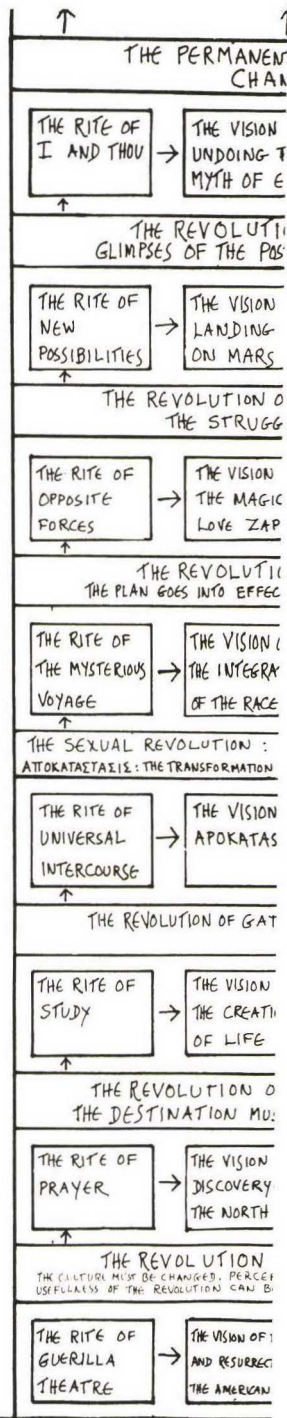 THE PERMANENT
CHAN
THE RITE OF
I AND THOU
THE VISION
UNDOING T
MYTH OF E
THE REVOLUTI
GLIMPSES OF THE POS
THE RITE OF
NEW
POSSIBILITIES
THE VISION
LANDING
ON MARS
THE REVOLUTION O
THE STRUGG
THE RITE OF
OPPOSITE
FORCES
THE VISION
THE MAGIC
LOVE ZAP
THE REVOLUTIO
THE PLAN GOES INTO EFFEC
THE RITE OF
THE MYSTERIOUS
VOYAGE
THE VISION
THE INTEGRA
OF THE RACE
THE SEXUAL REVOLUTION :
ΑΠΟΚΑΤΑΣΤΑΣΙΣ : THE TRANSFORMATION
THE RITE OF
UNIVERSAL
INTERCOURSE
THE VISION
APOKATAS
THE REVOLUTION OF GAT
THE RITE OF
STUDY
THE VISION
THE CREATI
OF LIFE
THE REVOLUTION O
THE DESTINATION MUS
THE RITE OF
PRAYER
THE VISION
DISCOVERY
THE NORTH
THE REVOLUTION
THE CULTURE MUST BE CHANGED. PERCEP
USEFULLNESS OF THE REVOLUTION CAN B
THE RITE OF
GUERILLA
THEATRE
THE VISION OF
AND RESURRECT
THE AMERICAN